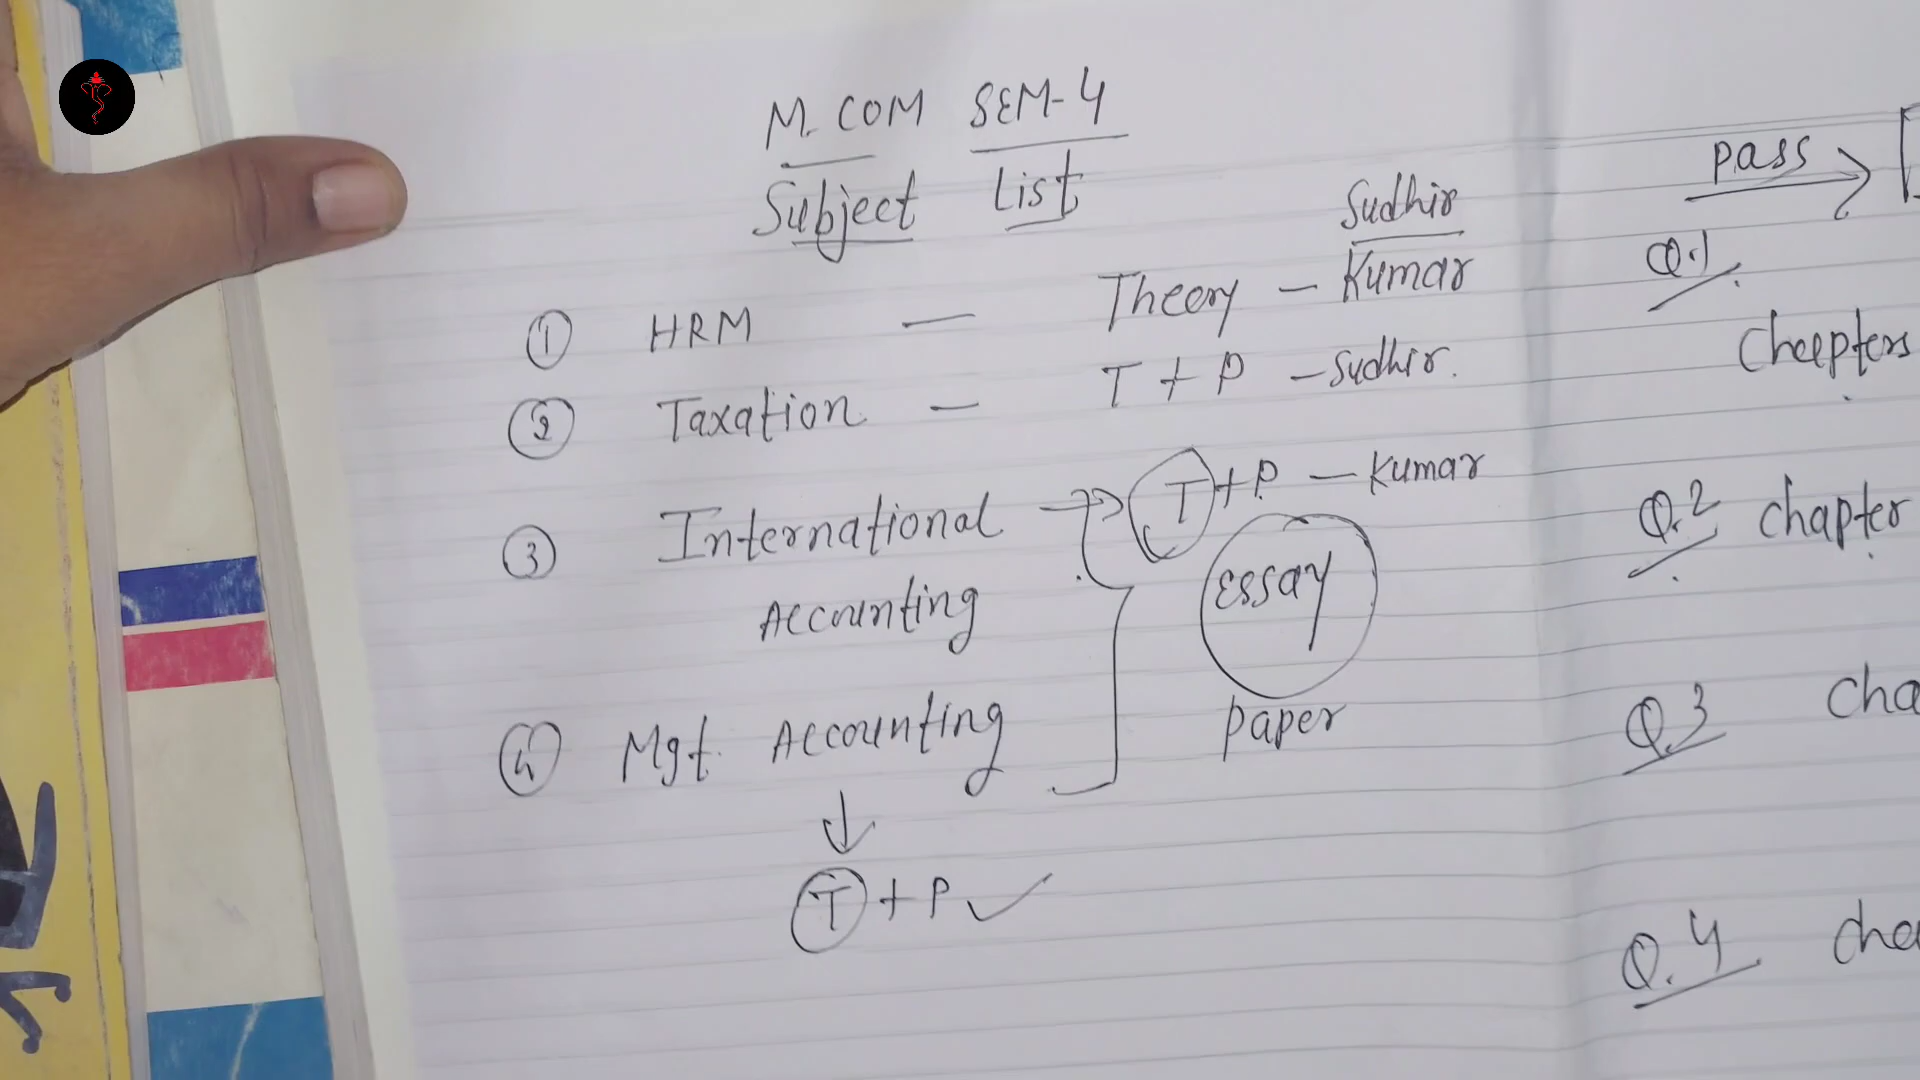 M. COM SEM-4
Subject List
① HRM — Theory — Sudhir Kumar
② Taxation — T + P — Sudhir.
③ International Accounting → T + P — Kumar
Essay
paper
④ Mgt. Accounting
↓
T + P ✓
pass →
Q.1
Chepters
Q.2 Chapter
Q.3
Q.4